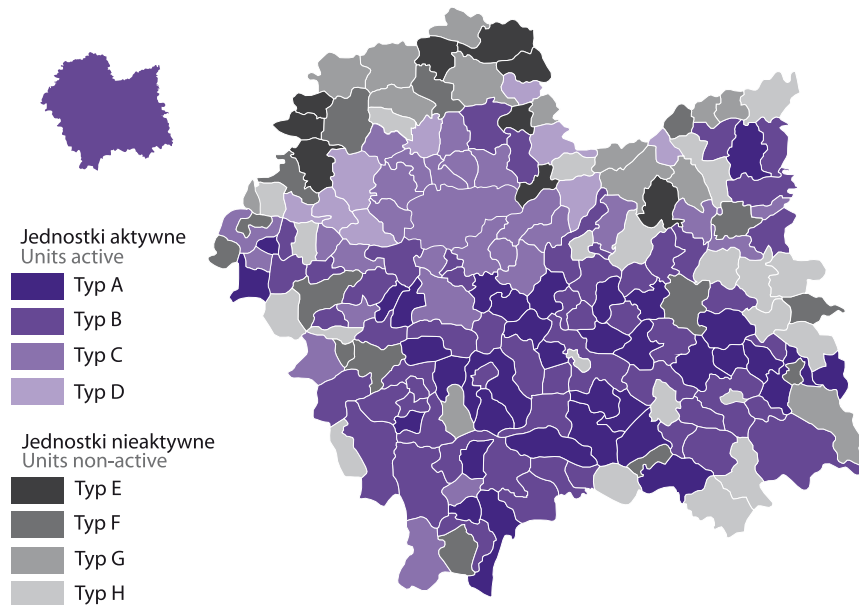 Jednostki aktywne
Units active
Typ A
Typ B
Typ C
Typ D
Jednostki nieaktywne
Units non-active
Typ E
Typ F
Typ G
Typ H